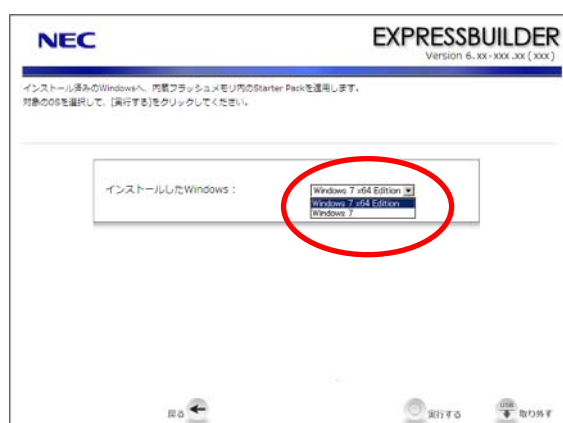 NEC
EXPRESSBUILDER
Version 6.xx-xxx.xx (xxx)
インストール済みのWindowsへ、内蔵フラッシュメモリ内のStarter Packを適用します。
対象のOSを選択して、[実行する]をクリックしてください。
インストールしたWindows :
Windows 7 x64 Edition
Windows 7 x64 Edition
Windows 7
戻る
実行する
USB
取り外す